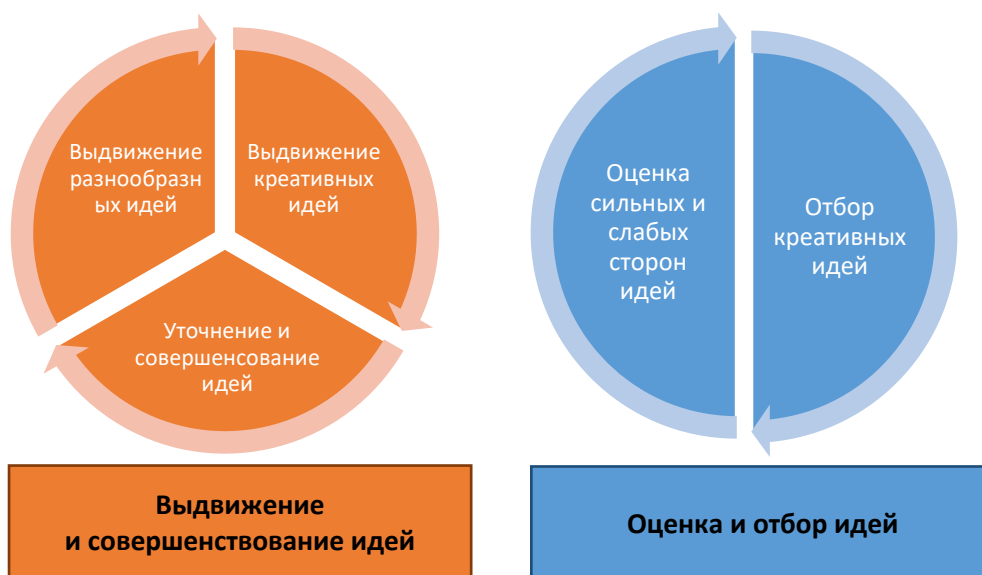 Выдвижение
разнообразн
ых идей
Выдвижение
креативных
идей
Уточнение и
совершенсование
идей
Оценка
сильных и
слабых
сторон
идей
Отбор
креативных
идей
Выдвижение
и совершенствование идей
Оценка и отбор идей